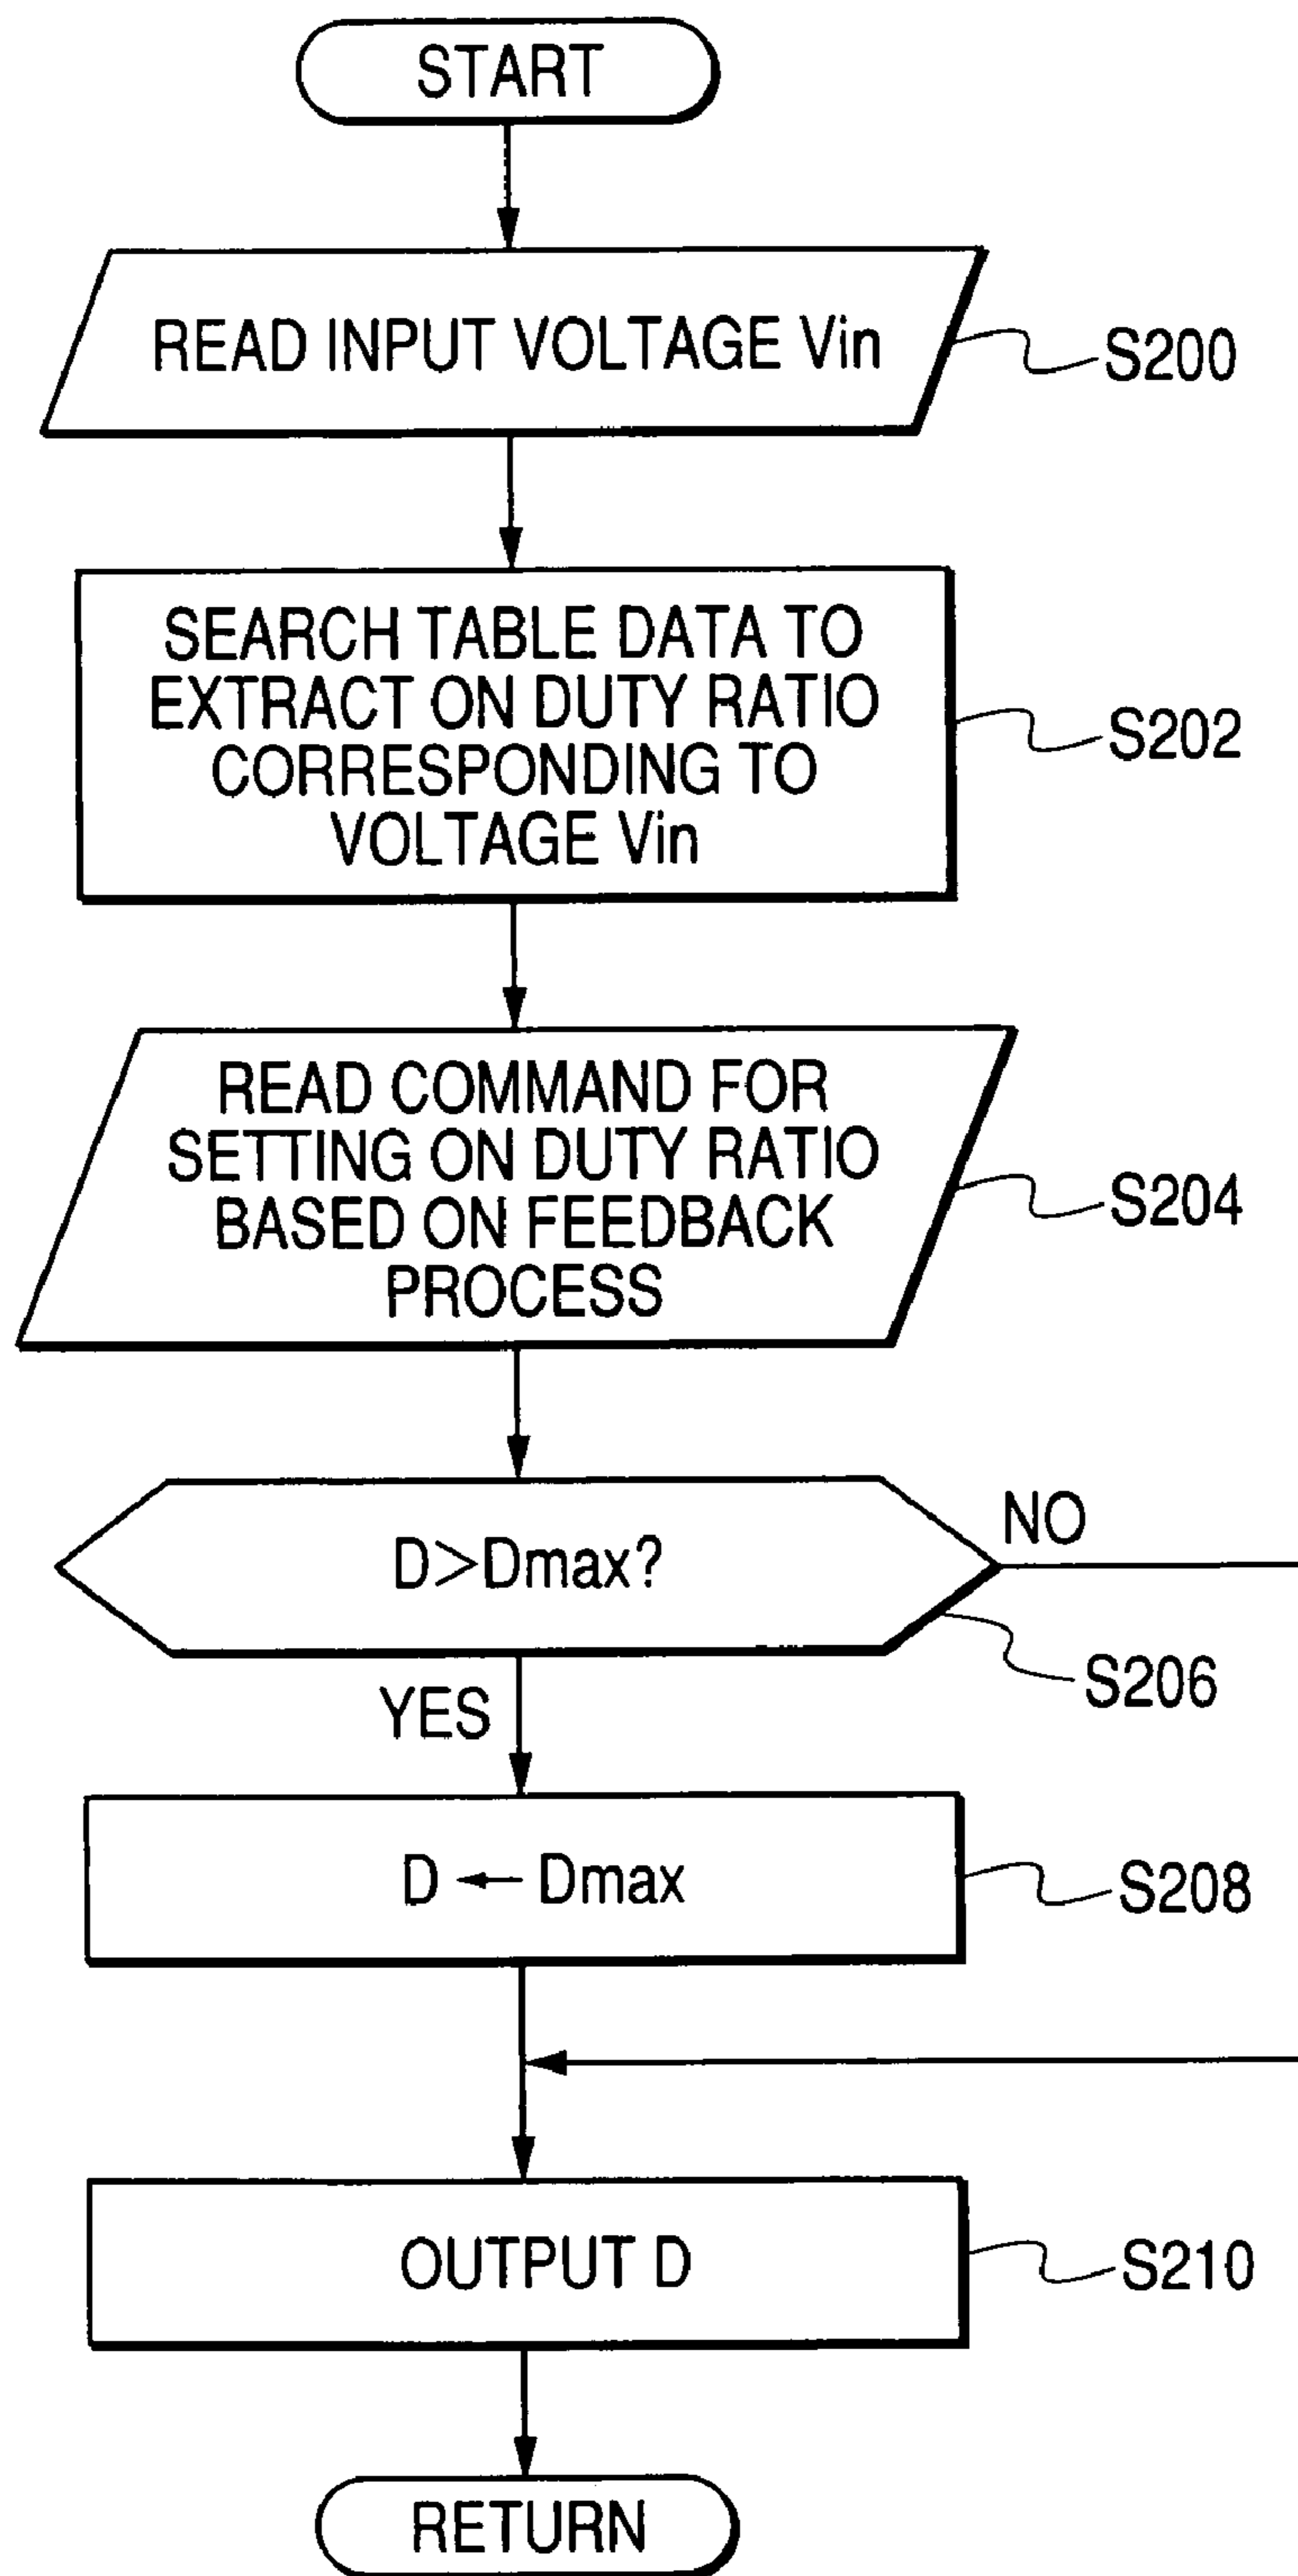 START
READ INPUT VOLTAGE Vin
S200
SEARCH TABLE DATA TO
EXTRACT ON DUTY RATIO
CORRESPONDING TO
VOLTAGE Vin
S202
READ COMMAND FOR
SETTING ON DUTY RATIO
BASED ON FEEDBACK
PROCESS
S204
D>Dmax?
NO
S206
YES
D ← Dmax
S208
OUTPUT D
S210
RETURN